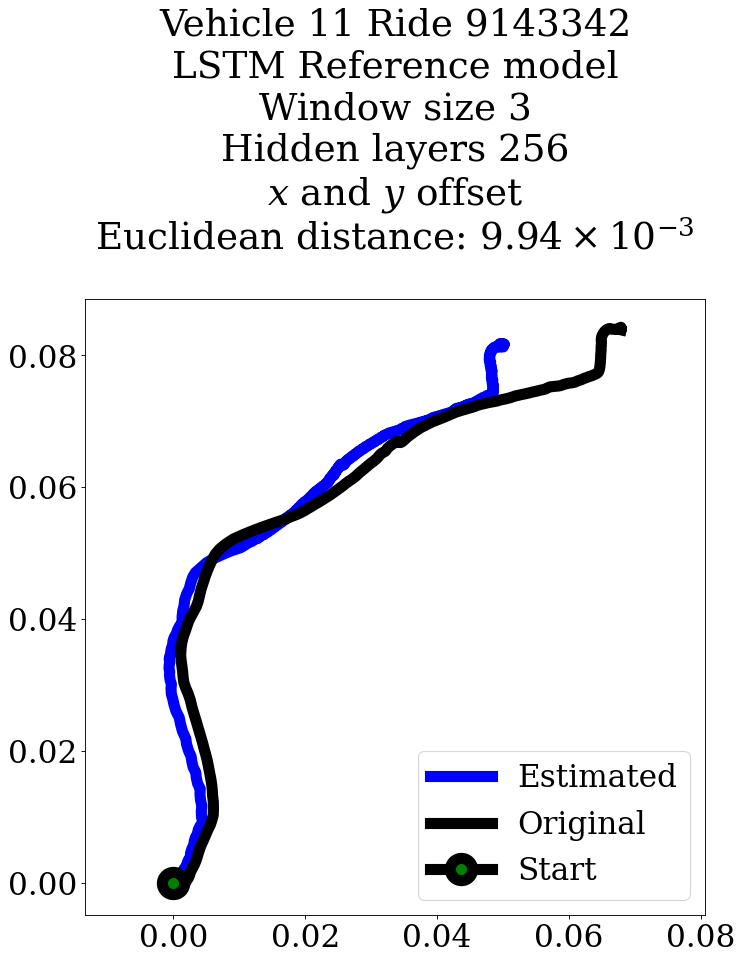 Vehicle 11 Ride 9143342
LSTM Reference model
Window size 3
Hidden layers 256
x and y offset
Euclidean distance: 9.94 × 10⁻³
0.08
0.06
0.04
0.02
0.00
Estimated
Original
Start
0.00 0.02 0.04 0.06 0.08